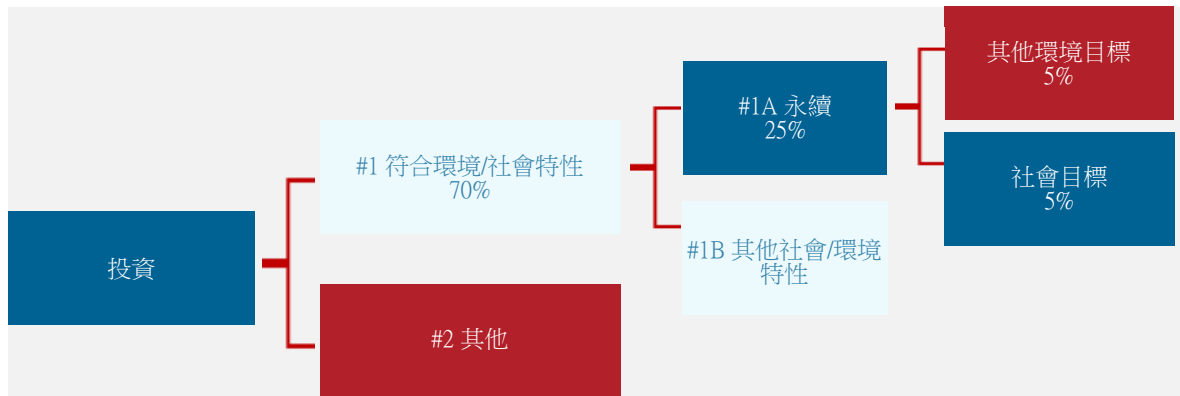 投資
#1 符合環境/社會特性
70%
#2 其他
#1A 永續
25%
#1B 其他社會/環境
特性
其他環境目標
5%
社會目標
5%